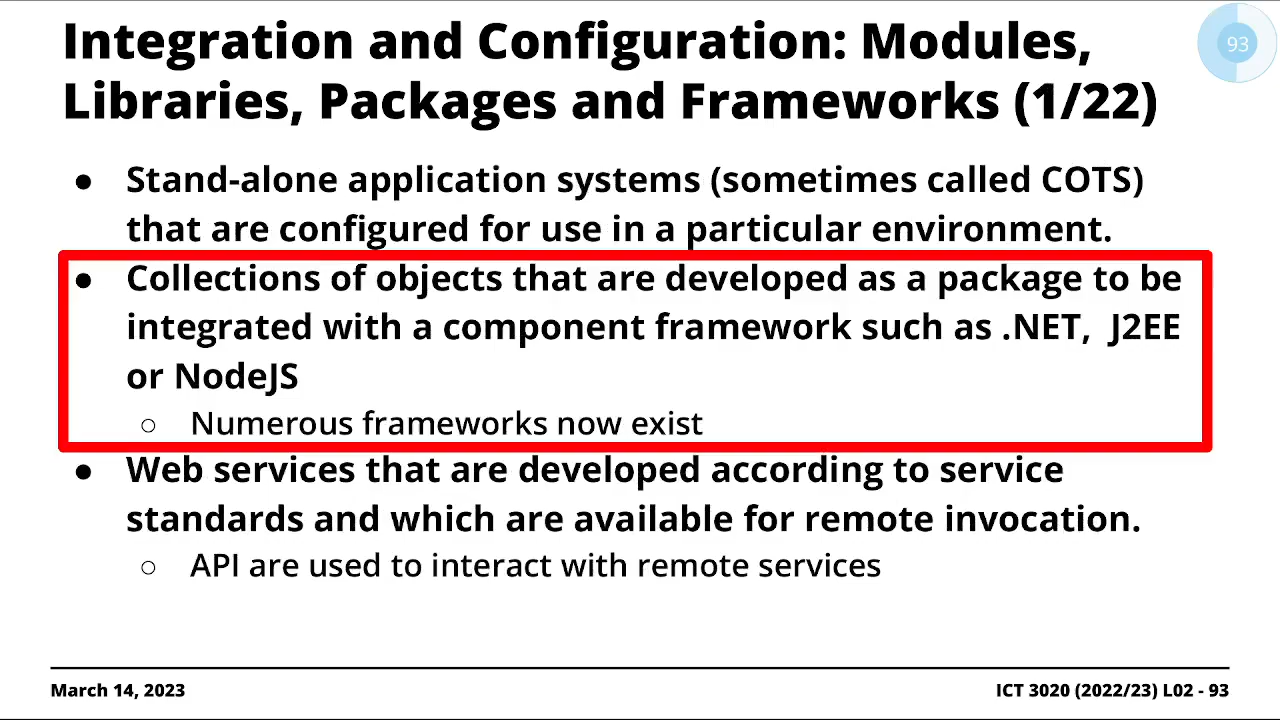 Integration and Configuration: Modules,
Libraries, Packages and Frameworks (1/22)
93
● Stand-alone application systems (sometimes called COTS)
that are configured for use in a particular environment.
● Collections of objects that are developed as a package to be
integrated with a component framework such as .NET,  J2EE
or NodeJS
○ Numerous frameworks now exist
● Web services that are developed according to service
standards and which are available for remote invocation.
○ API are used to interact with remote services
March 14, 2023
ICT 3020 (2022/23) L02 - 93